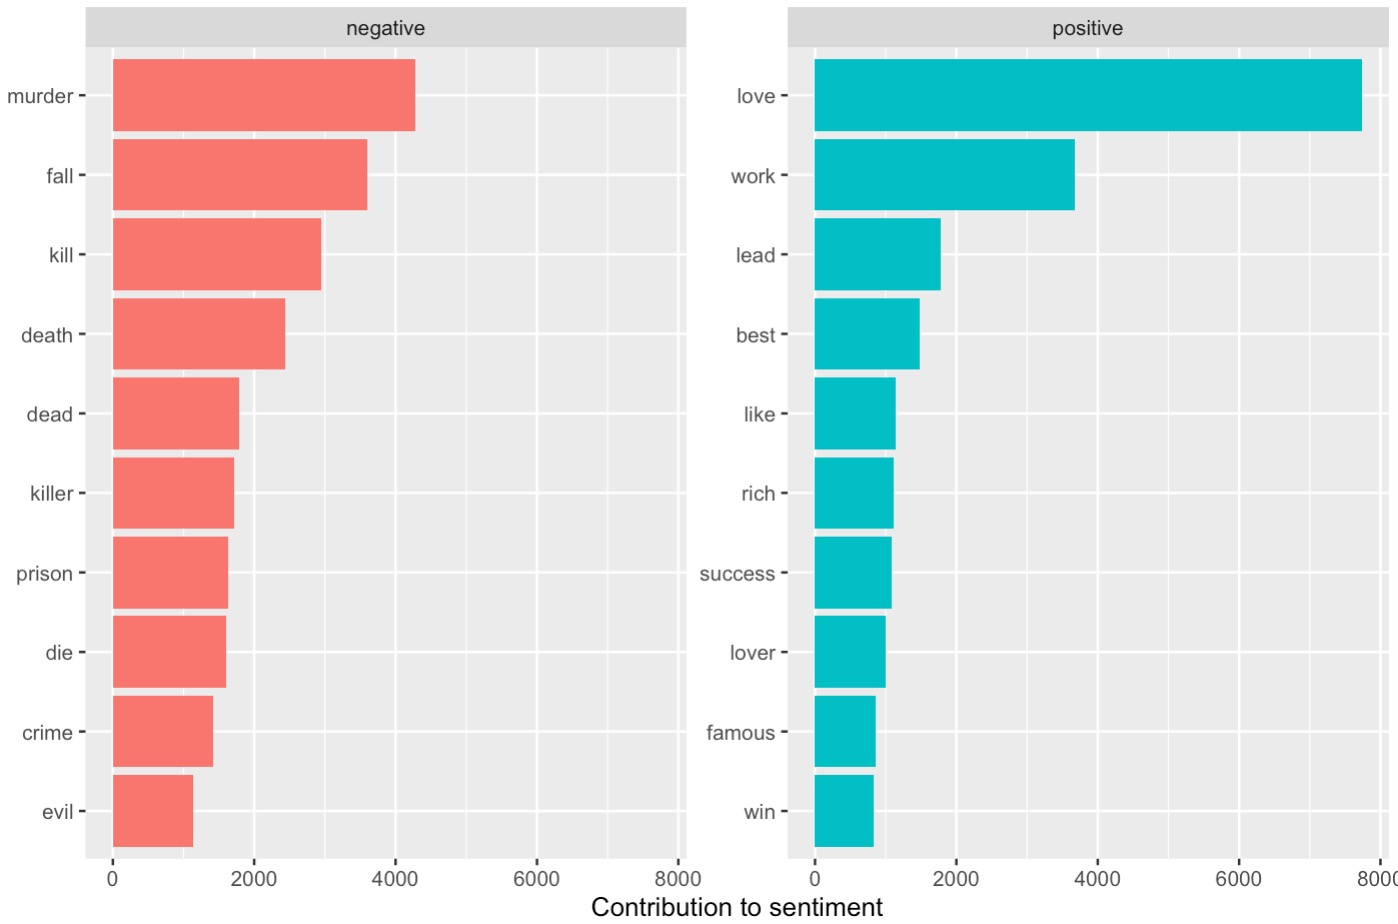 negative
positive
murder
fall
kill
death
dead
killer
prison
die
crime
evil
love
work
lead
best
like
rich
success
lover
famous
win
0 2000 4000 6000 8000
0 2000 4000 6000 8000
Contribution to sentiment